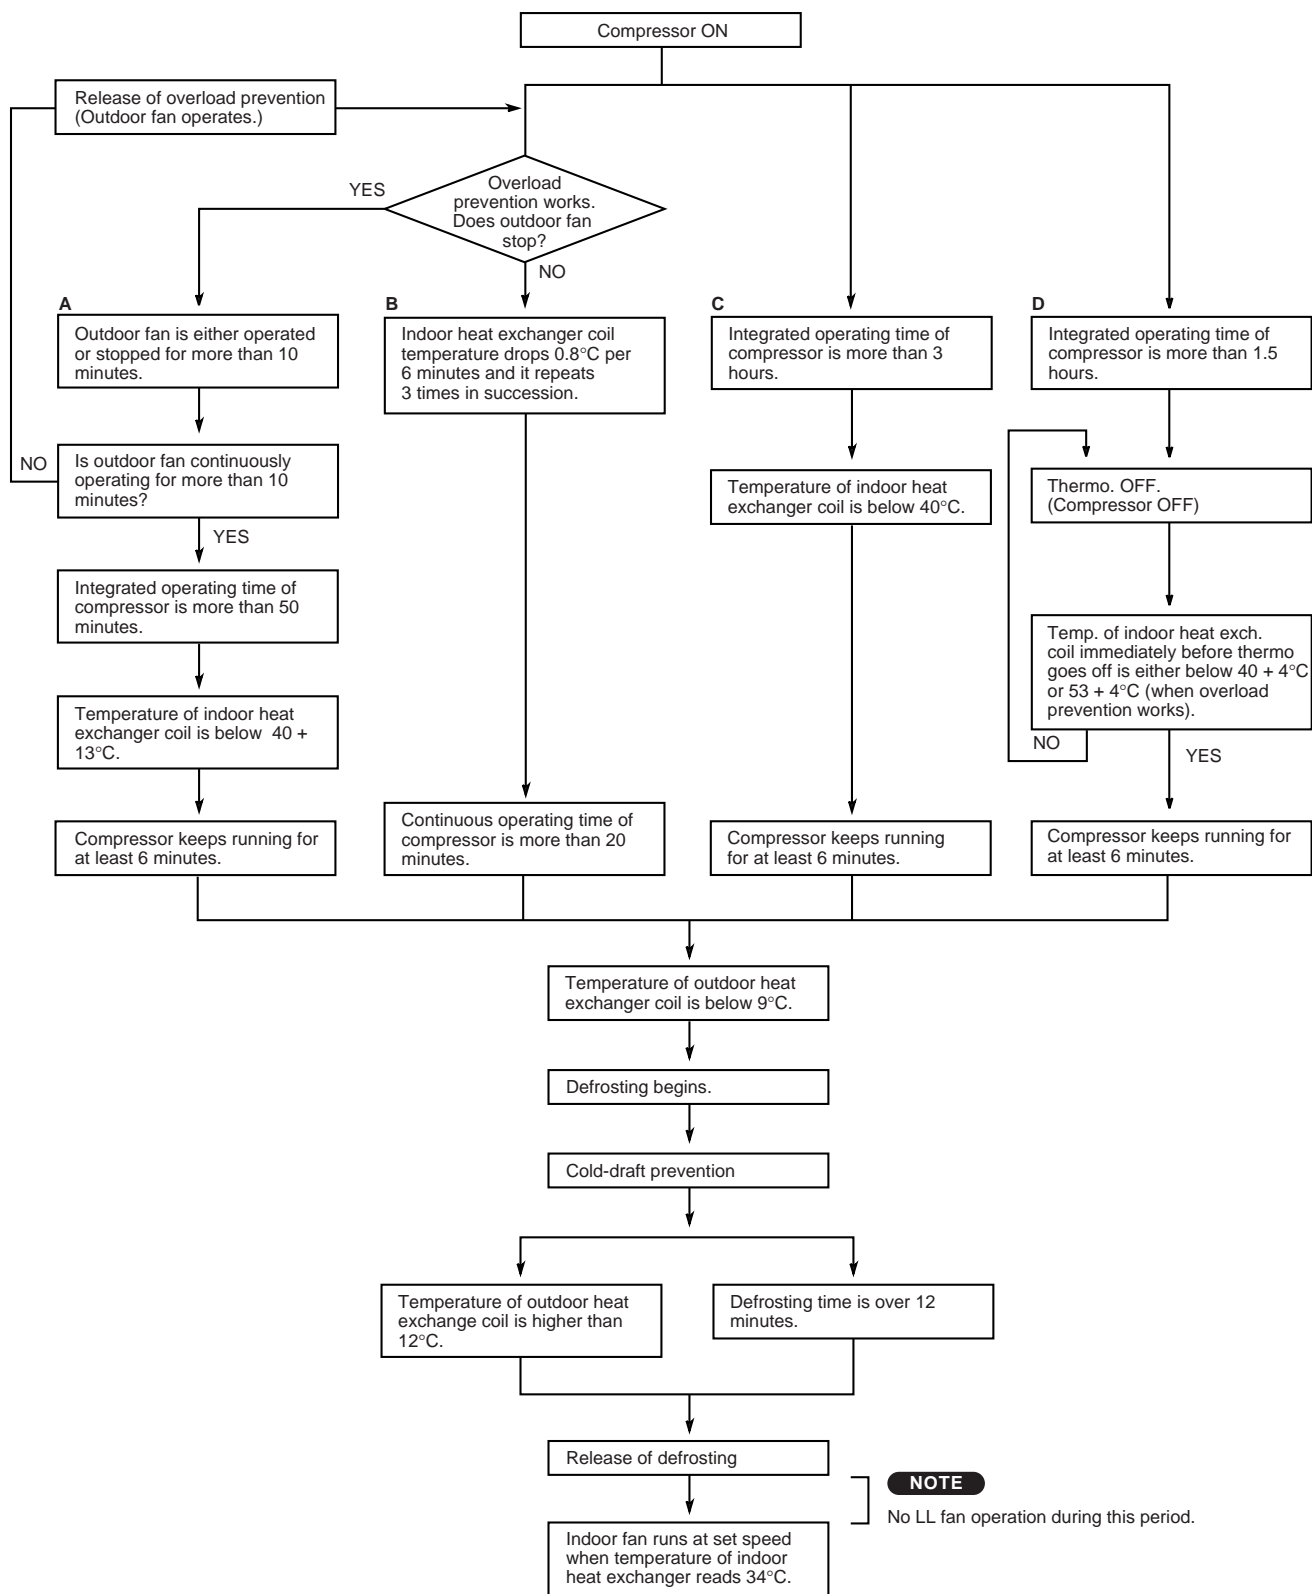 Compressor ON
Release of overload prevention
(Outdoor fan operates.)
YES
Overload
prevention works.
Does outdoor fan
stop?
NO
A
Outdoor fan is either operated
or stopped for more than 10
minutes.
NO
Is outdoor fan continuously
operating for more than 10
minutes?
YES
Integrated operating time of
compressor is more than 50
minutes.
Temperature of indoor heat
exchanger coil is below 40 +
13°C.
Compressor keeps running for
at least 6 minutes.
B
Indoor heat exchanger coil
temperature drops 0.8°C per
6 minutes and it repeats
3 times in succession.
Continuous operating time of
compressor is more than 20
minutes.
C
Integrated operating time of
compressor is more than 3
hours.
Temperature of indoor heat
exchanger coil is below 40°C.
Compressor keeps running
for at least 6 minutes.
D
Integrated operating time of
compressor is more than 1.5
hours.
Thermo. OFF.
(Compressor OFF)
Temp. of indoor heat exch.
coil immediately before thermo
goes off is either below 40 + 4°C
or 53 + 4°C (when overload
prevention works).
NO
YES
Compressor keeps running for
at least 6 minutes.
Temperature of outdoor heat
exchanger coil is below 9°C.
Defrosting begins.
Cold-draft prevention
Temperature of outdoor heat
exchange coil is higher than
12°C.
Defrosting time is over 12
minutes.
Release of defrosting
NOTE
No LL fan operation during this period.
Indoor fan runs at set speed
when temperature of indoor
heat exchanger reads 34°C.